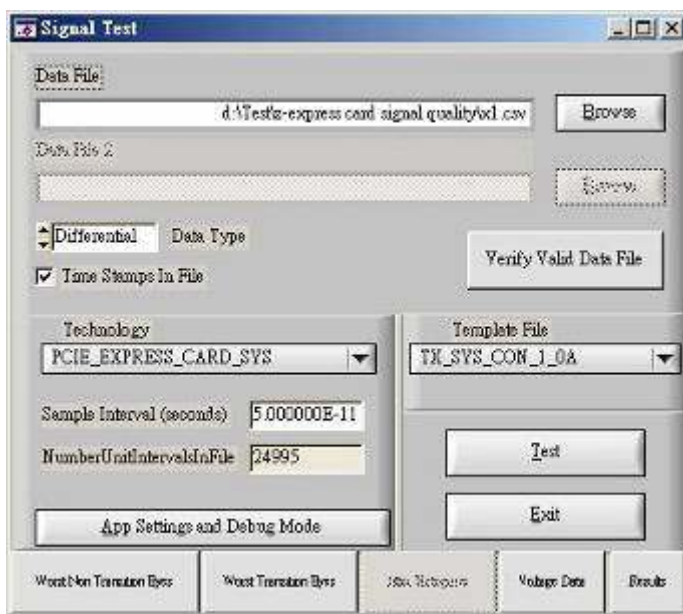 Signal Test
Data File
d:\Test\z-express card signal quality\x1.csv
Browse
Data File 2
Browse
Differential
Data Type
Verify Valid Data File
Time Stamps In File
Technology
Template File
PCIE_EXPRESS_CARD_SYS
TX_SYS_CON_1_0A
Sample Interval (seconds)
5.000000E-11
NumberUnitIntervalsInFile
24995
Test
App Settings and Debug Mode
Exit
Worst Non Transition Eyes
Worst Transition Eyes
Voltage Data
Results